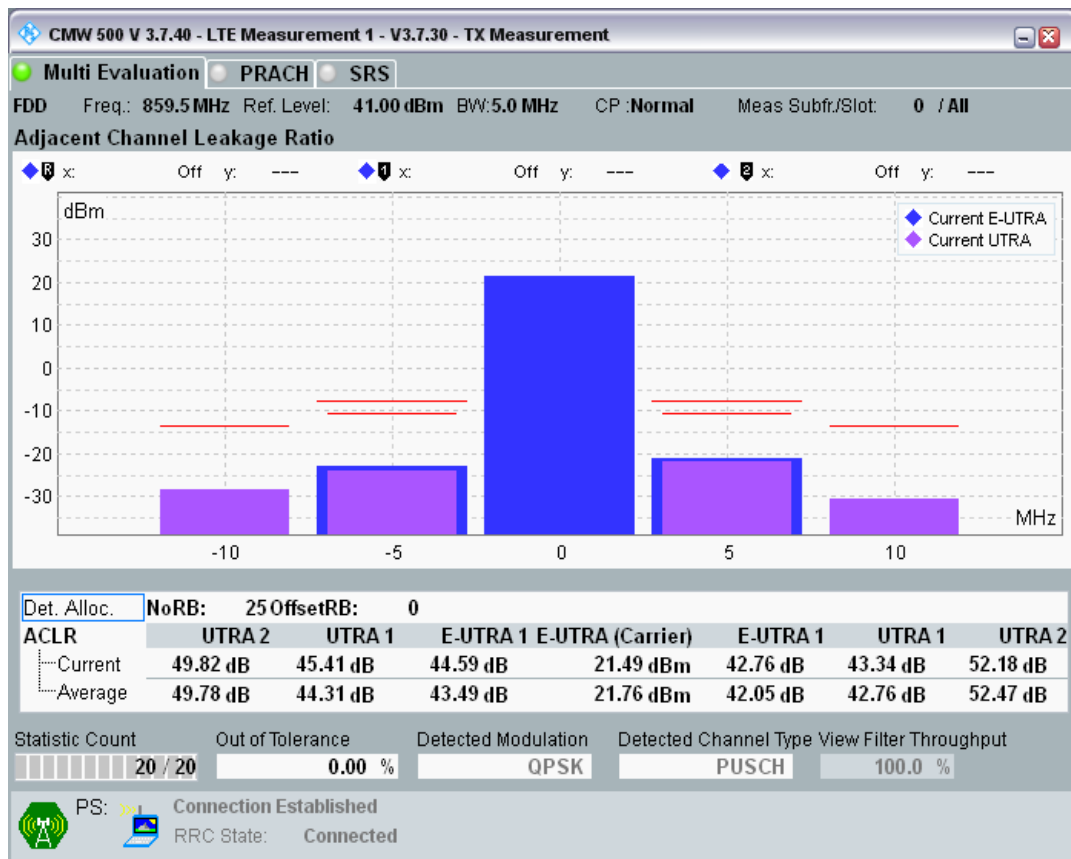 CMW 500 V 3.7.40 - LTE Measurement 1 - V3.7.30 - TX Measurement
Multi Evaluation PRACH SRS
FDD Freq.: 859.5 MHz Ref. Level: 41.00 dBm BW:5.0 MHz CP :Normal Meas Subfr./Slot: 0 / All
Adjacent Channel Leakage Ratio
R x: Off y: --- 1 x: Off y: --- 2 x: Off y: ---
dBm
Current E-UTRA
Current UTRA
30
20
10
0
-10
-20
-30
MHz
-10 -5 0 5 10
Det. Alloc. NoRB: 25 OffsetRB: 0
ACLR UTRA 2 UTRA 1 E-UTRA 1 E-UTRA (Carrier) E-UTRA 1 UTRA 1 UTRA 2
Current 49.82 dB 45.41 dB 44.59 dB 21.49 dBm 42.76 dB 43.34 dB 52.18 dB
Average 49.78 dB 44.31 dB 43.49 dB 21.76 dBm 42.05 dB 42.76 dB 52.47 dB
Statistic Count Out of Tolerance Detected Modulation Detected Channel Type View Filter Throughput
20 / 20 0.00 % QPSK PUSCH 100.0 %
PS: Connection Established
RRC State: Connected